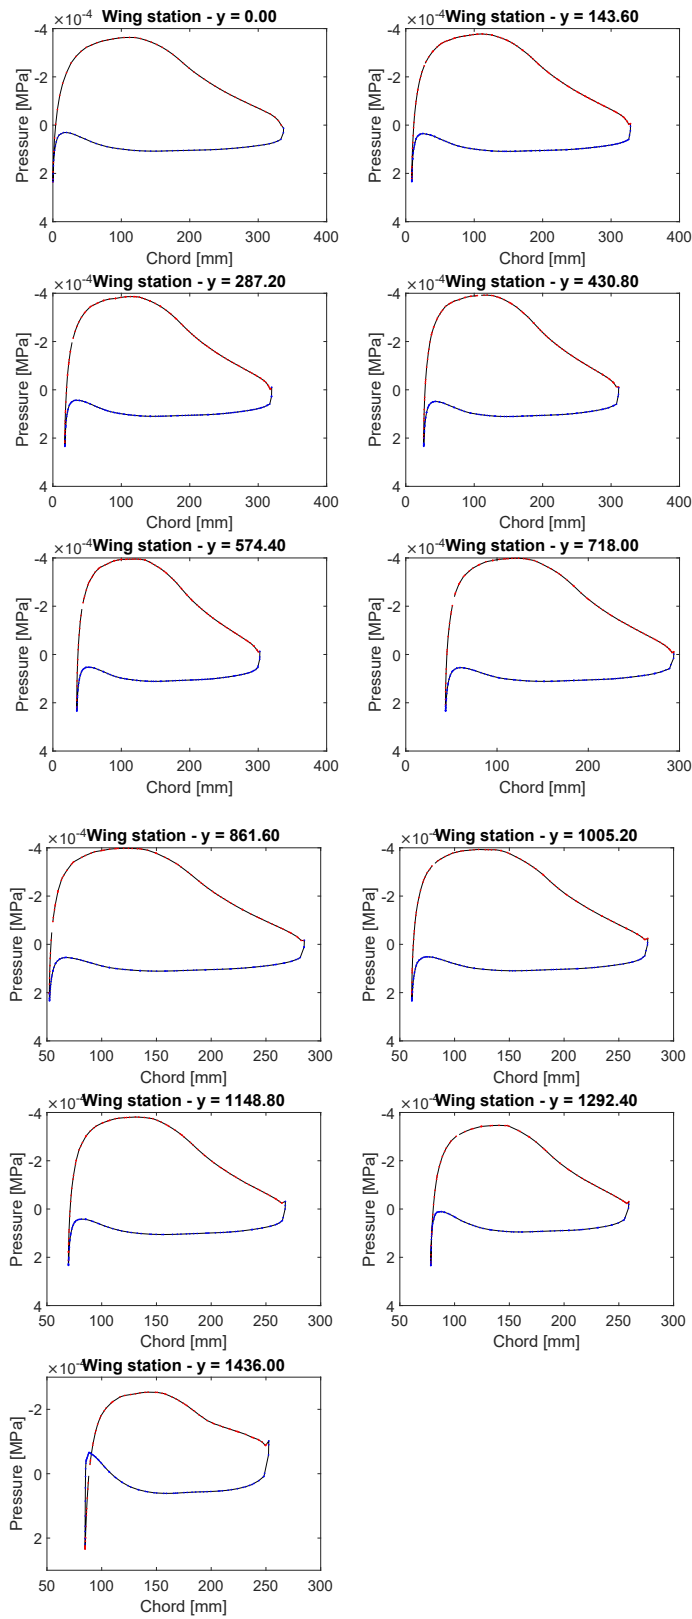 ×10⁻⁴ Wing station - y = 0.00
-4
-2
0
2
4
Pressure [MPa]
0 100 200 300 400
Chord [mm]
×10⁻⁴ Wing station - y = 143.60
-4
-2
0
2
4
Pressure [MPa]
0 100 200 300 400
Chord [mm]
×10⁻⁴ Wing station - y = 287.20
-4
-2
0
2
4
Pressure [MPa]
0 100 200 300 400
Chord [mm]
×10⁻⁴ Wing station - y = 430.80
-4
-2
0
2
4
Pressure [MPa]
0 100 200 300 400
Chord [mm]
×10⁻⁴ Wing station - y = 574.40
-4
-2
0
2
4
Pressure [MPa]
0 100 200 300 400
Chord [mm]
×10⁻⁴ Wing station - y = 718.00
-4
-2
0
2
4
Pressure [MPa]
0 100 200 300
Chord [mm]
×10⁻⁴ Wing station - y = 861.60
-4
-2
0
2
4
Pressure [MPa]
50 100 150 200 250 300
Chord [mm]
×10⁻⁴ Wing station - y = 1005.20
-4
-2
0
2
4
Pressure [MPa]
50 100 150 200 250 300
Chord [mm]
×10⁻⁴ Wing station - y = 1148.80
-4
-2
0
2
4
Pressure [MPa]
50 100 150 200 250 300
Chord [mm]
×10⁻⁴ Wing station - y = 1292.40
-4
-2
0
2
4
Pressure [MPa]
50 100 150 200 250 300
Chord [mm]
×10⁻⁴ Wing station - y = 1436.00
-2
0
2
Pressure [MPa]
50 100 150 200 250 300
Chord [mm]